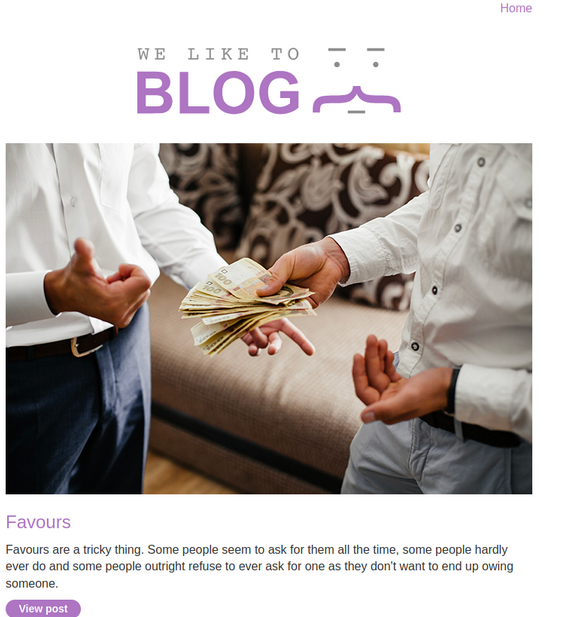 Home
WE LIKE TO
BLOG
100
100
Favours
Favours are a tricky thing. Some people seem to ask for them all the time, some people hardly
ever do and some people outright refuse to ever ask for one as they don't want to end up owing
someone.
View post